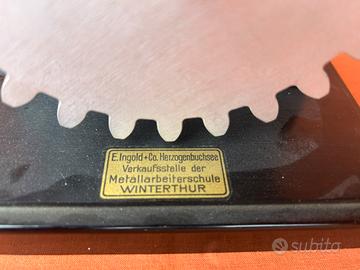 E. Ingold + Co. Herzogenbuchsee
Verkaufsstelle der
Metallarbeiterschule
WINTERTHUR
subito